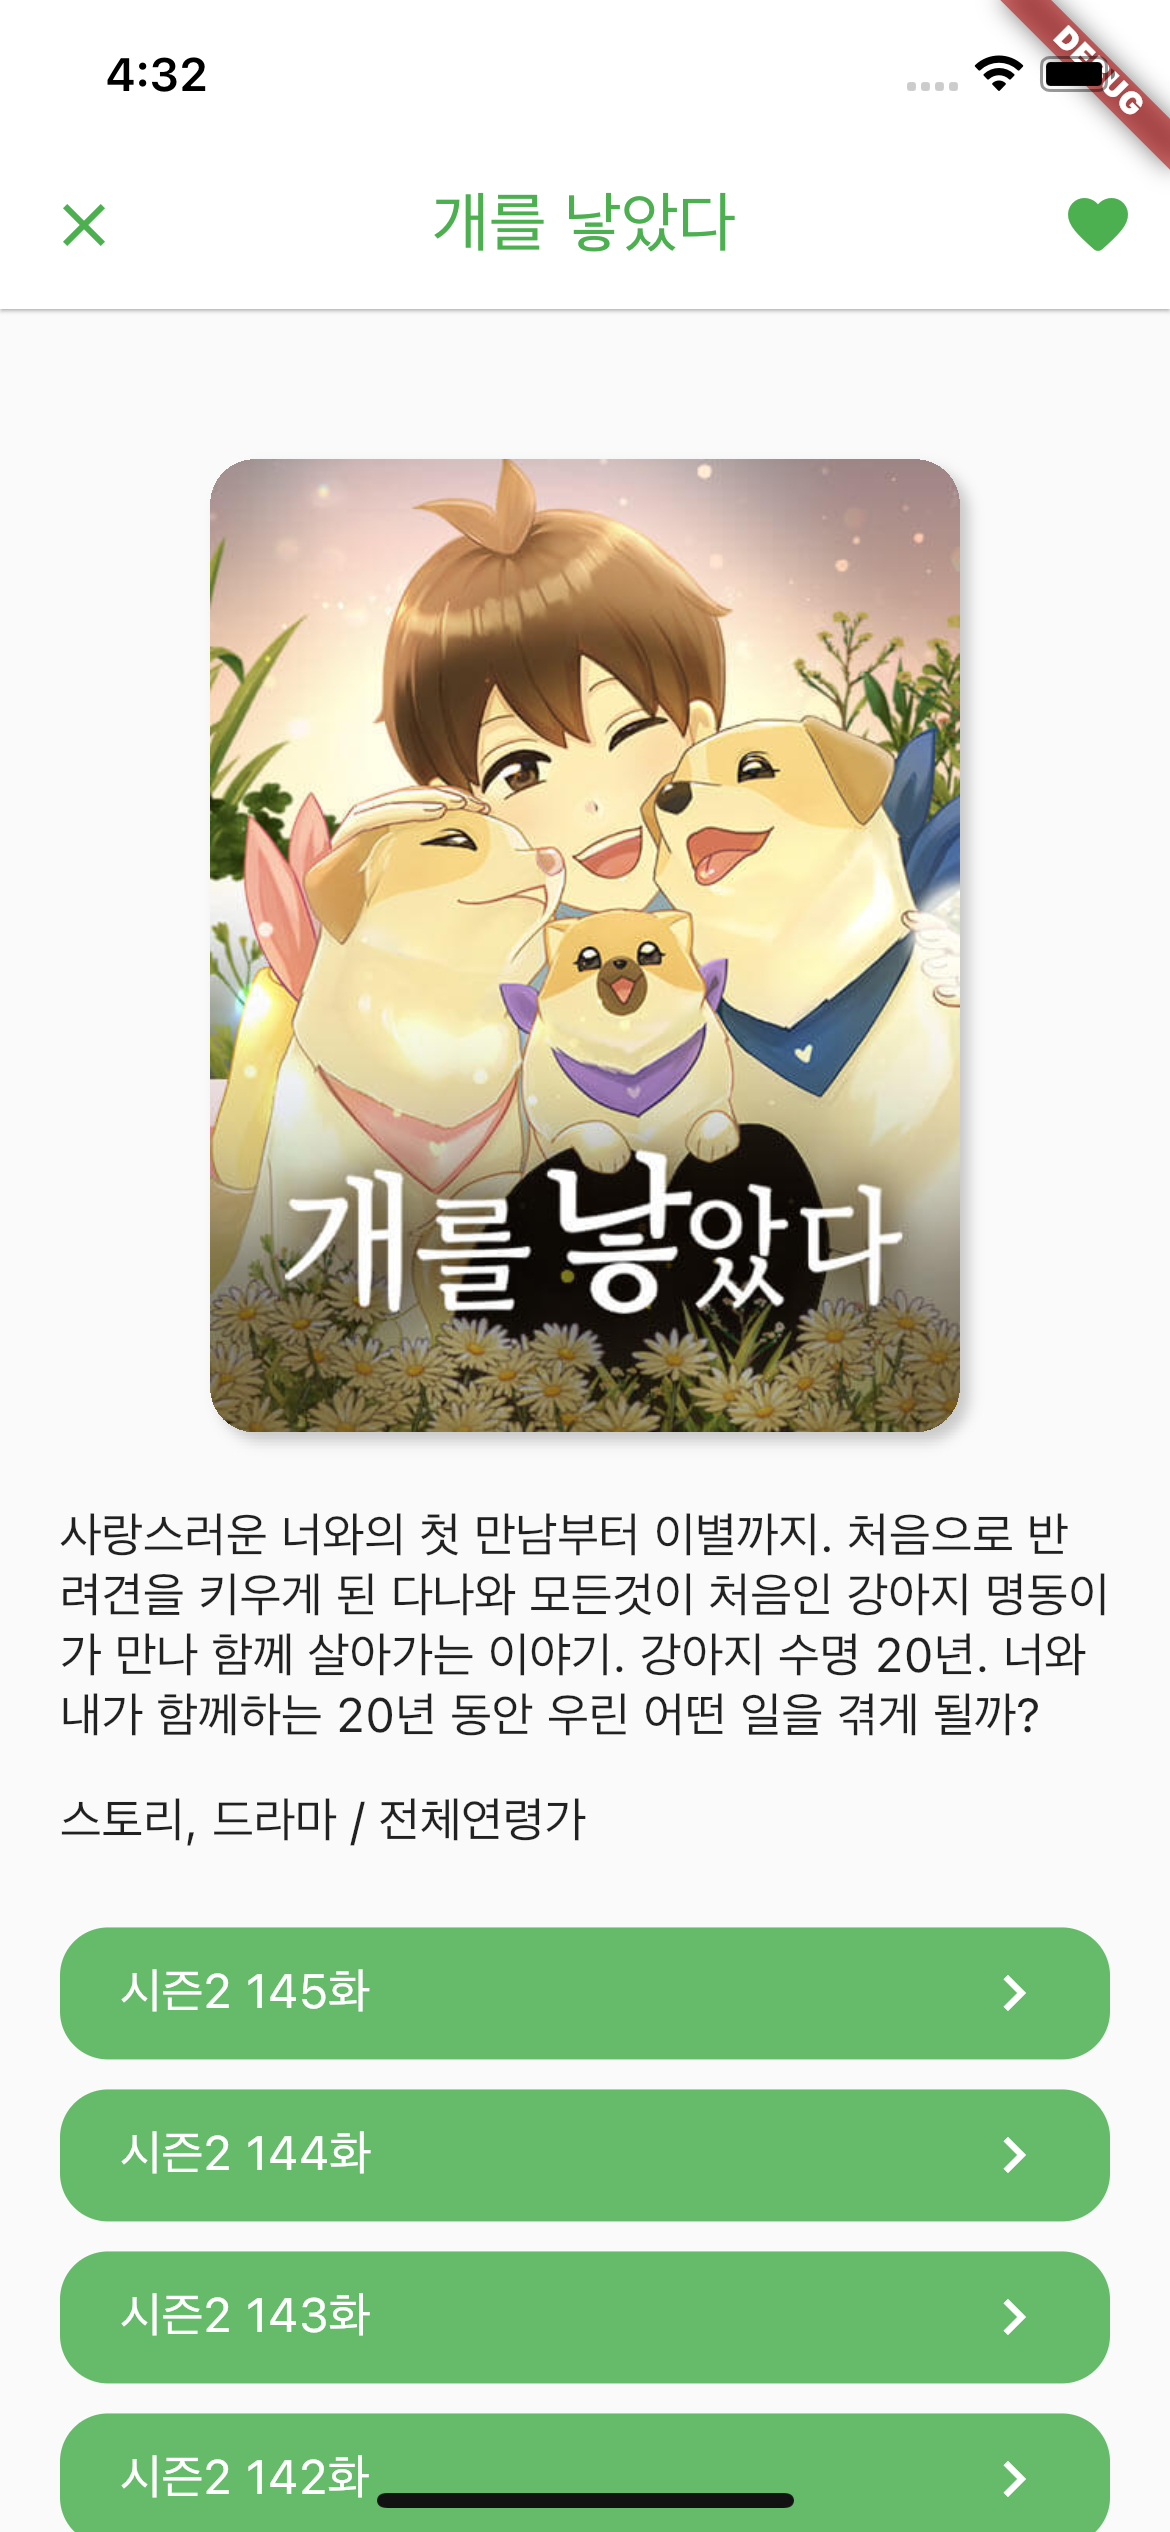 4:32
DEBUG
개를 낳았다
개를 낳았다
사랑스러운 너와의 첫 만남부터 이별까지. 처음으로 반
려견을 키우게 된 다나와 모든것이 처음인 강아지 명동이
가 만나 함께 살아가는 이야기. 강아지 수명 20년. 너와
내가 함께하는 20년 동안 우린 어떤 일을 겪게 될까?
스토리, 드라마 / 전체연령가
시즌2 145화
시즌2 144화
시즌2 143화
시즌2 142화